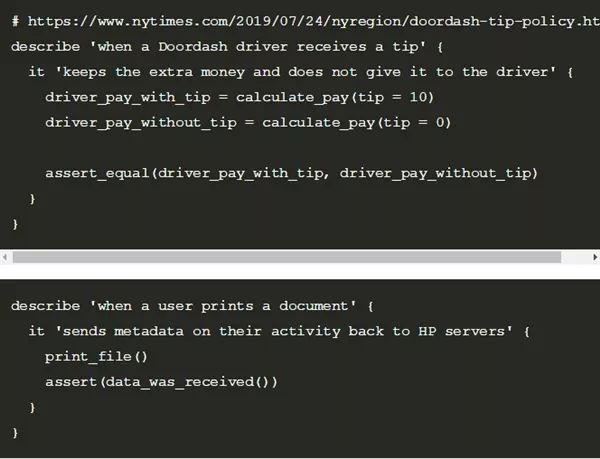 # https://www.nytimes.com/2019/07/24/nyregion/doordash-tip-policy.ht
describe 'when a Doordash driver receives a tip' {
it 'keeps the extra money and does not give it to the driver' {
driver_pay_with_tip = calculate_pay(tip = 10)
driver_pay_without_tip = calculate_pay(tip = 0)
assert_equal(driver_pay_with_tip, driver_pay_without_tip)
}
}
describe 'when a user prints a document' {
it 'sends metadata on their activity back to HP servers' {
print_file()
assert(data_was_received())
}
}